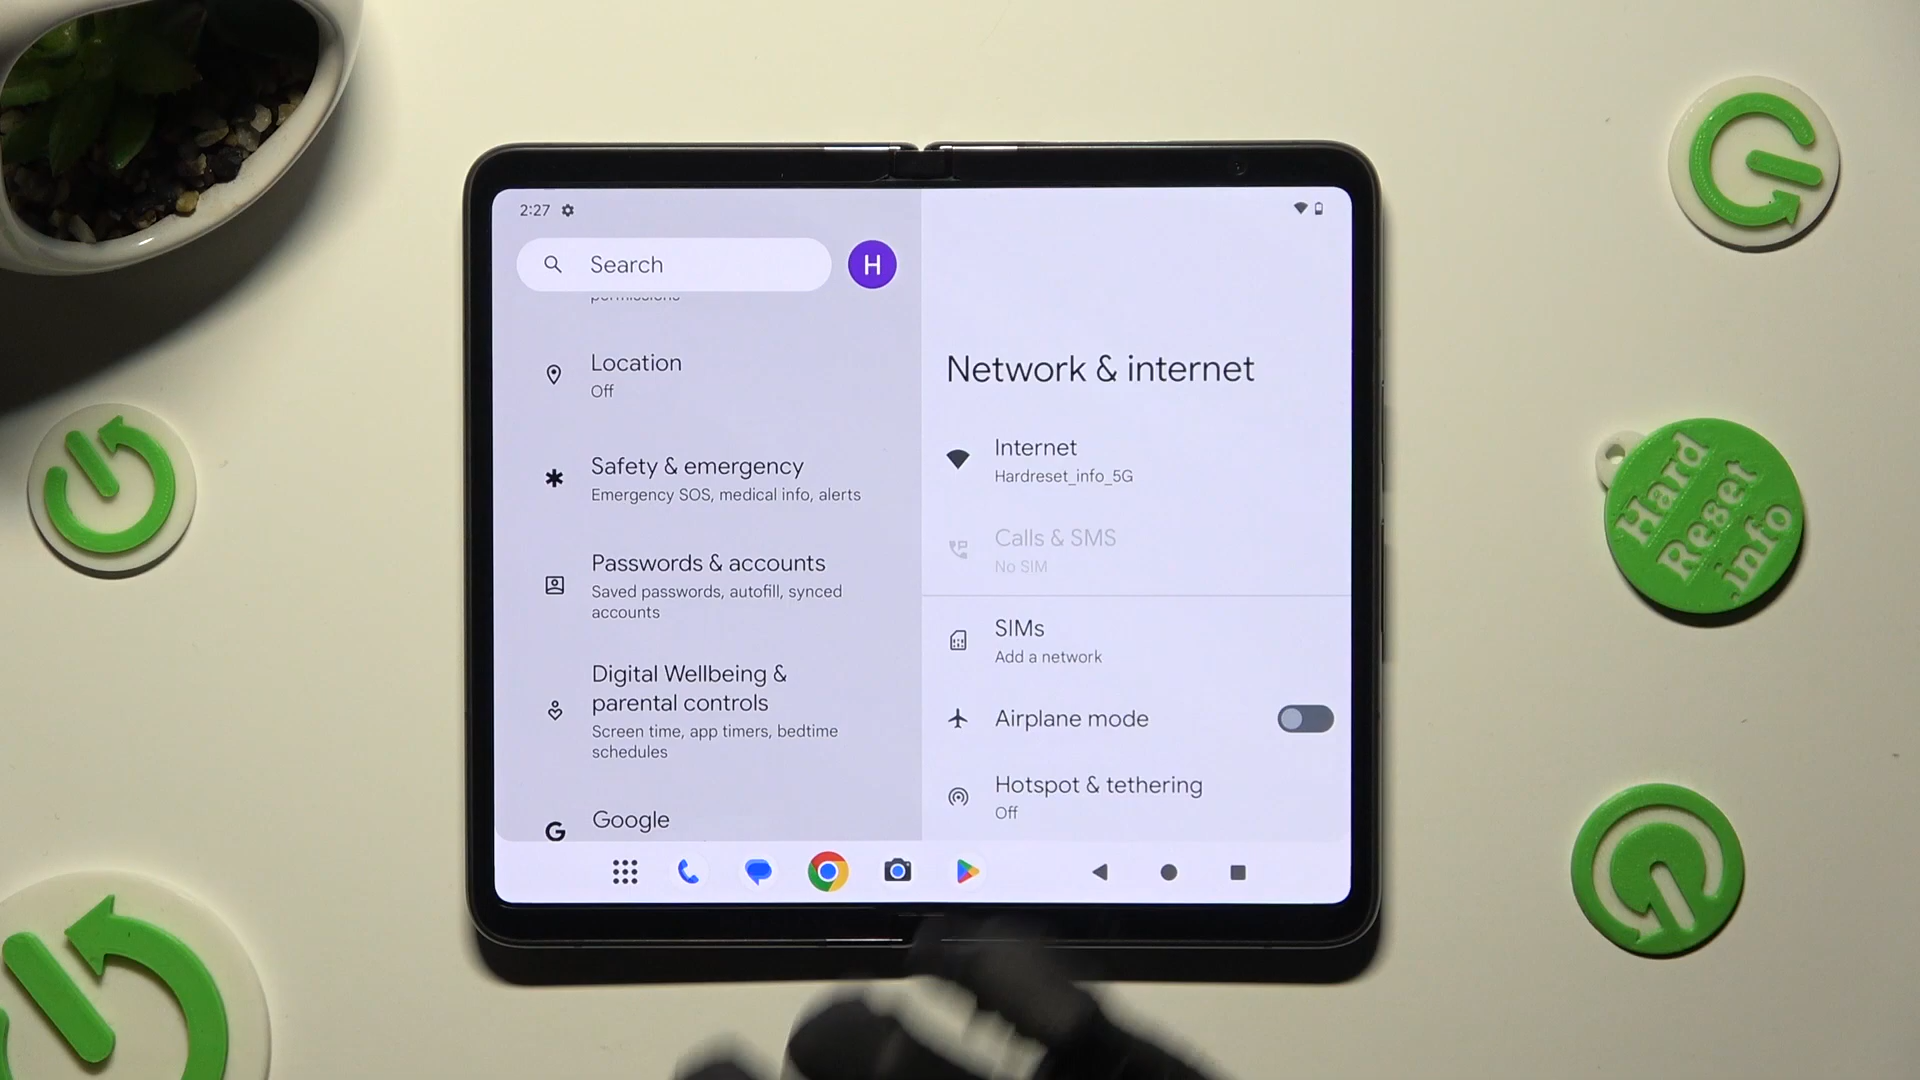 2:27
Search
H
permissions
Location
Off
Safety & emergency
Emergency SOS, medical info, alerts
Passwords & accounts
Saved passwords, autofill, synced
accounts
Digital Wellbeing &
parental controls
Screen time, app timers, bedtime
schedules
Google
Network & internet
Internet
Hardreset_info_5G
Calls & SMS
No SIM
SIMs
Add a network
Airplane mode
Hotspot & tethering
Off
Hard
Reset
.info